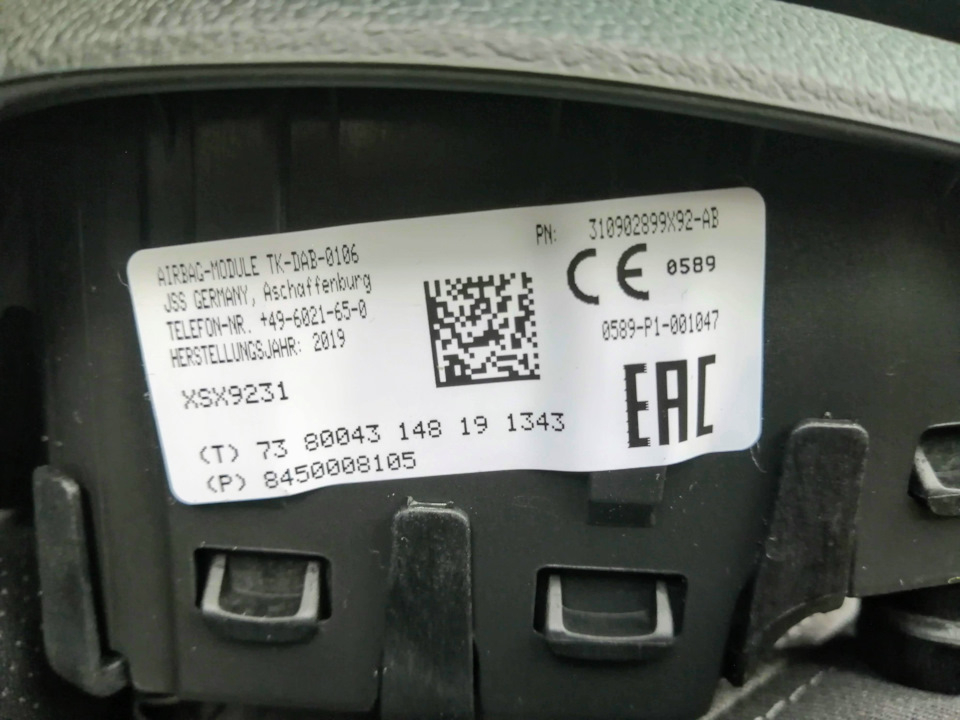 AIRBAG-MODULE TK-DAB-0106
JSS GERMANY, Aschaffenburg
TELEFON-NR. +49-6021-65-0
HERSTELLUNGSJAHR: 2019
XSX9231
(T) 73 80043 148 19 1343
(P) 8450008105
PN: 310902899X92-AB
CE 0589
0589-P1-001047
EAC